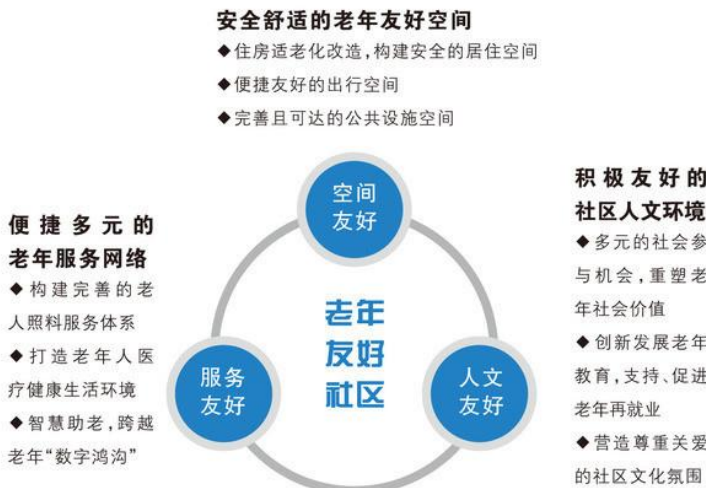 安全舒适的老年友好空间
◆住房适老化改造,构建安全的居住空间
◆便捷友好的出行空间
◆完善且可达的公共设施空间
空间
友好
积极友好的
社区人文环境
◆多元的社会参
与机会,重塑老
年社会价值
◆创新发展老年
教育,支持、促进
老年再就业
◆营造尊重关爱
的社区文化氛围
便捷多元的
老年服务网络
◆构建完善的老
人照料服务体系
◆打造老年人医
疗健康生活环境
◆智慧助老,跨越
老年“数字鸿沟”
老年
友好
社区
服务
友好
人文
友好